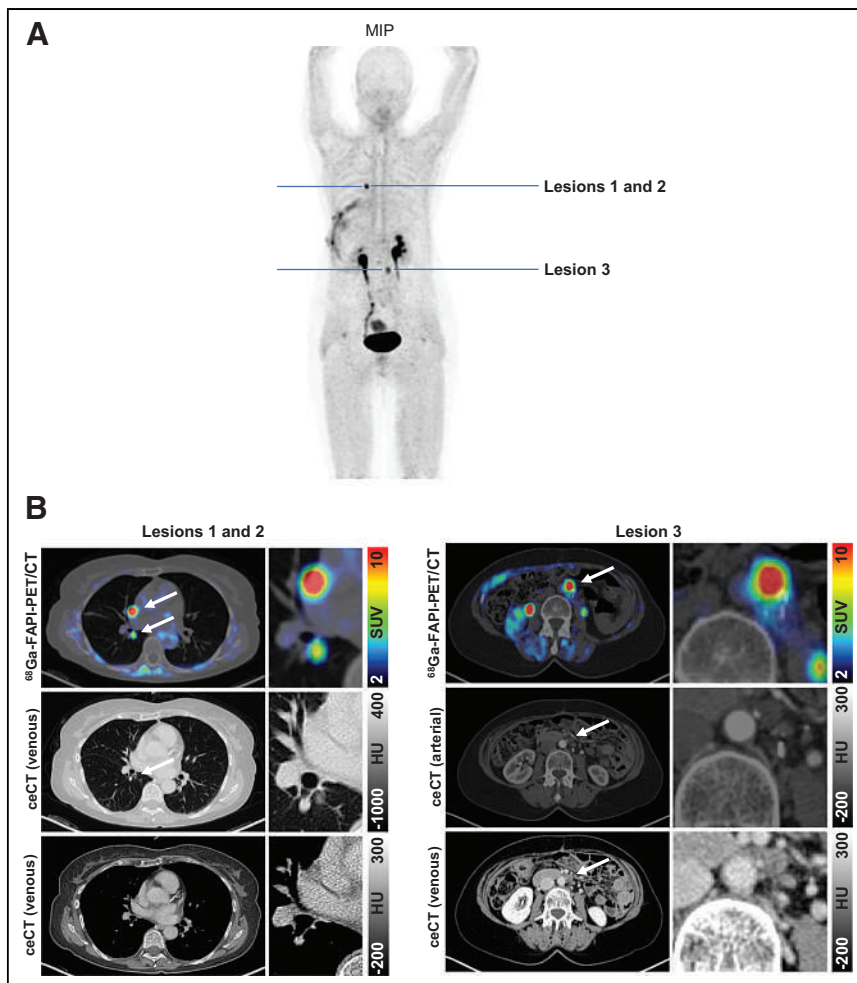 A
MIP
Lesions 1 and 2
Lesion 3
B
Lesions 1 and 2
⁶⁸Ga-FAPI-PET/CT
10
SUV
2
ceCT (venous)
400
HU
-1000
ceCT (venous)
300
HU
-200
Lesion 3
⁶⁸Ga-FAPI-PET/CT
10
SUV
2
ceCT (arterial)
300
HU
-200
ceCT (venous)
300
HU
-200